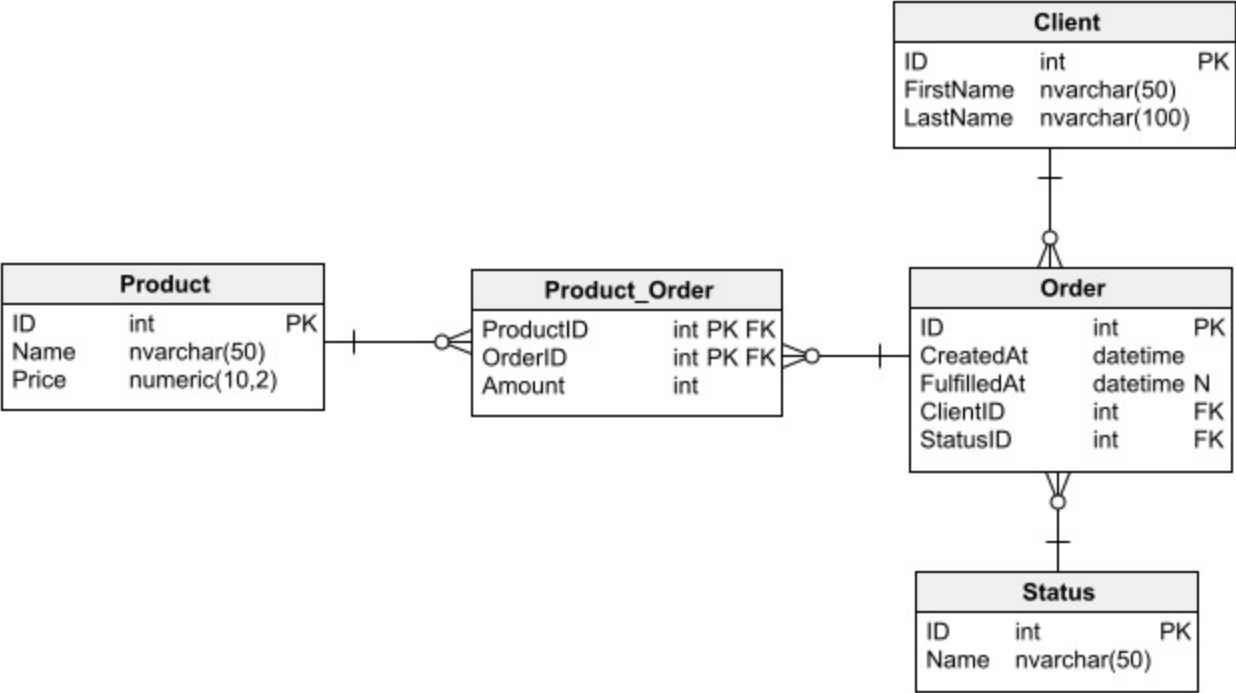 Client
ID int PK
FirstName nvarchar(50)
LastName nvarchar(100)
Product
ID int PK
Name nvarchar(50)
Price numeric(10,2)
Product_Order
ProductID int PK FK
OrderID int PK FK
Amount int
Order
ID int PK
CreatedAt datetime
FulfilledAt datetime N
ClientID int FK
StatusID int FK
Status
ID int PK
Name nvarchar(50)